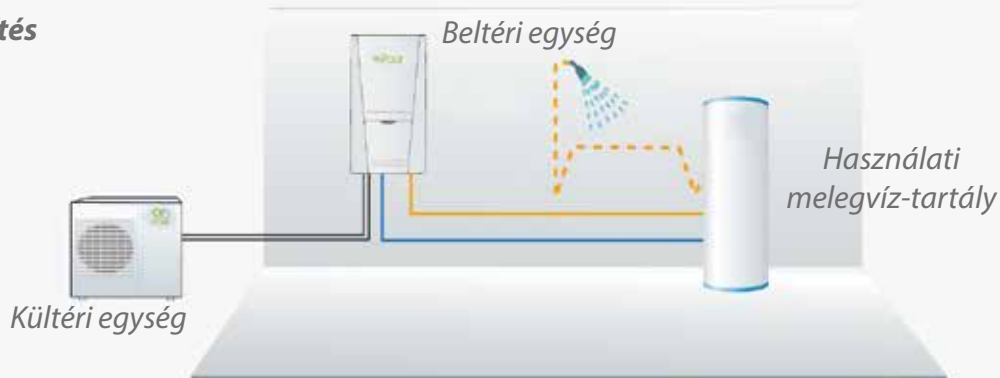 tés
Beltéri egység
Használati
melegvíz-tartály
Kültéri egység